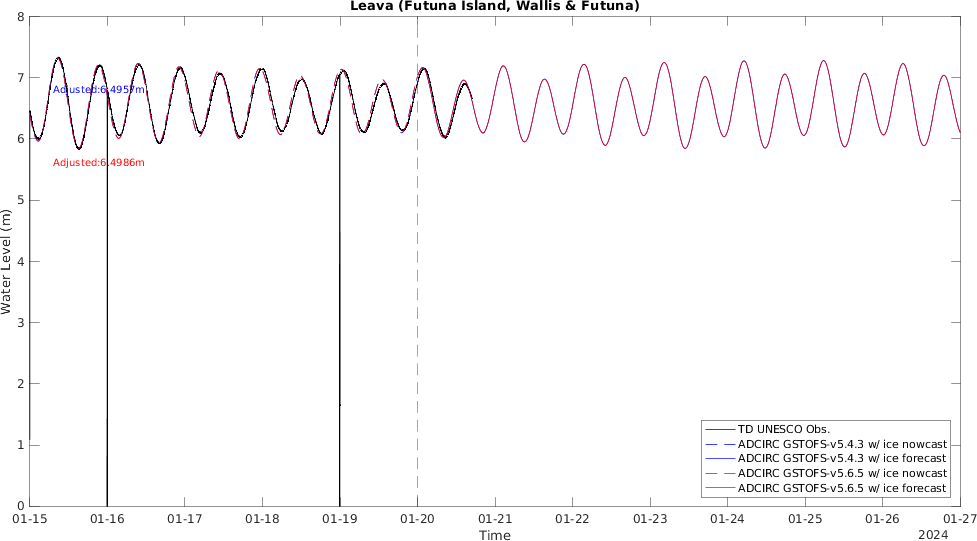 Leava (Futuna Island, Wallis & Futuna)
8
7
6
5
4
3
2
1
0
Water Level (m)
Adjusted:6.4957m
Adjusted:6.4986m
TD UNESCO Obs.
ADCIRC GSTOFS-v5.4.3 w/ ice nowcast
ADCIRC GSTOFS-v5.4.3 w/ ice forecast
ADCIRC GSTOFS-v5.6.5 w/ ice nowcast
ADCIRC GSTOFS-v5.6.5 w/ ice forecast
01-15 01-16 01-17 01-18 01-19 01-20 01-21 01-22 01-23 01-24 01-25 01-26 01-27
Time
2024